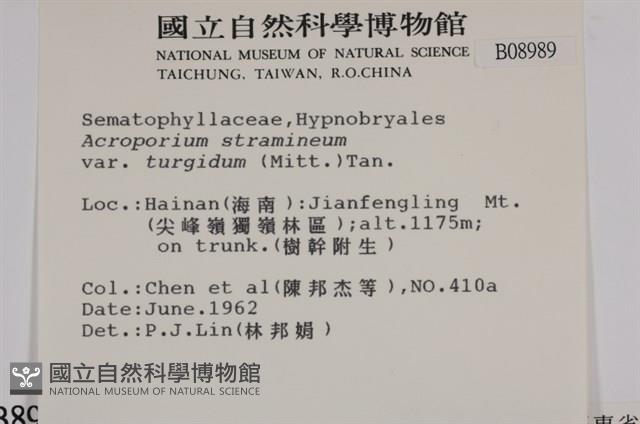 國立自然科學博物館
NATIONAL MUSEUM OF NATURAL SCIENCE
TAICHUNG, TAIWAN, R.O.CHINA
B08989
Sematophyllaceae,Hypnobryales
Acroporium stramineum
var. turgidum (Mitt.)Tan.
Loc.:Hainan(海南):Jianfengling Mt.
(尖峰嶺獨嶺林區);alt.1175m;
on trunk.(樹幹附生)
Col.:Chen et al(陳邦杰等),NO.410a
Date:June.1962
Det.:P.J.Lin(林邦娟)
國立自然科學博物館
NATIONAL MUSEUM OF NATURAL SCIENCE